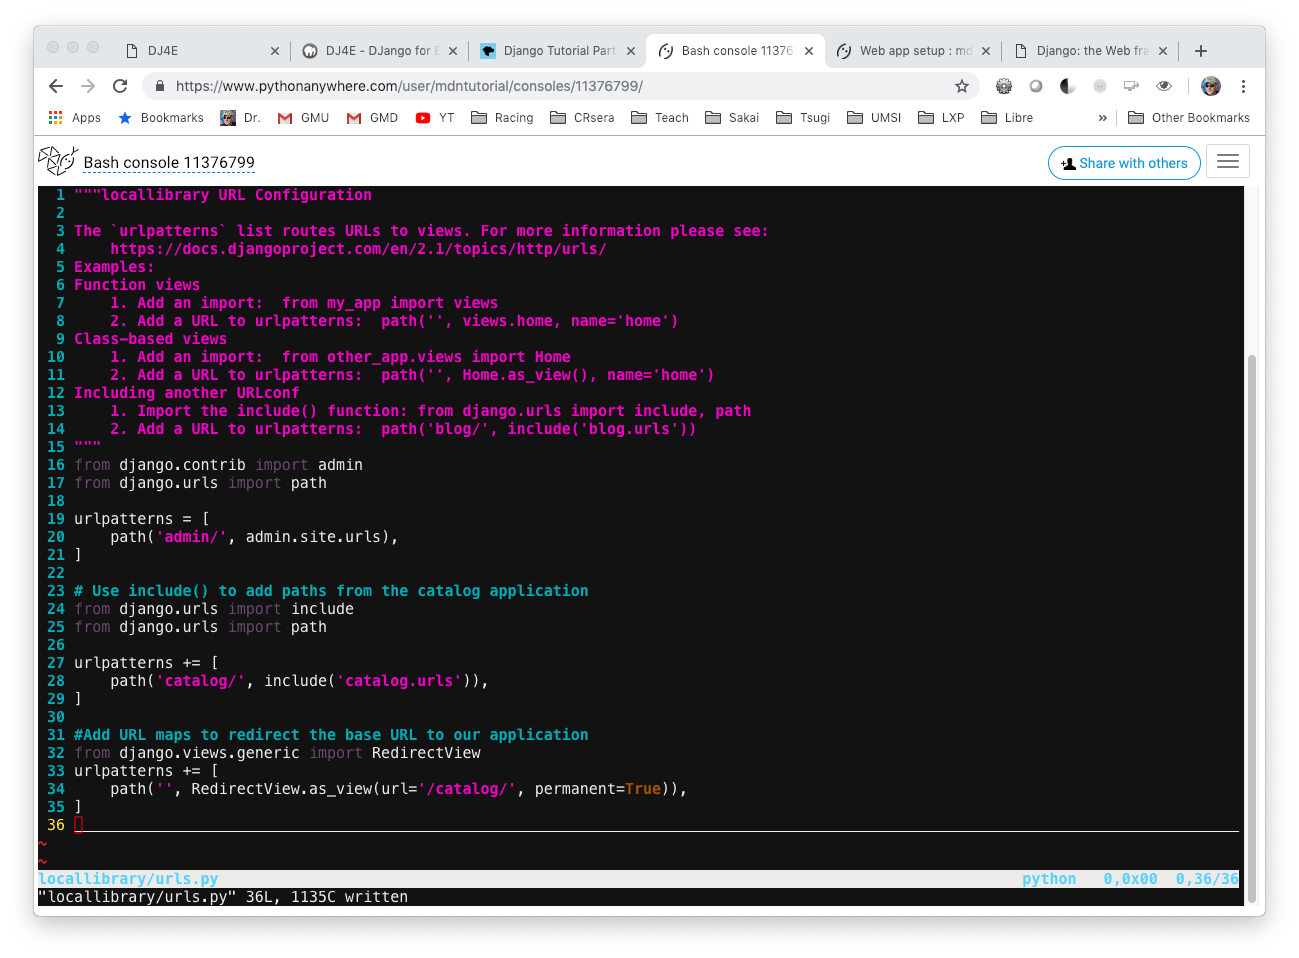 DJ4E
DJ4E - DJango for E
Django Tutorial Part
Bash console 11376
Web app setup : md
Django: the Web fra
https://www.pythonanywhere.com/user/mdntutorial/consoles/11376799/
Apps Bookmarks Dr. GMU GMD YT Racing CRsera Teach Sakai Tsugi UMSI LXP Libre » Other Bookmarks
Bash console 11376799
Share with others
1 """locallibrary URL Configuration
2
3 The `urlpatterns` list routes URLs to views. For more information please see:
4     https://docs.djangoproject.com/en/2.1/topics/http/urls/
5 Examples:
6 Function views
7     1. Add an import:  from my_app import views
8     2. Add a URL to urlpatterns:  path('', views.home, name='home')
9 Class-based views
10     1. Add an import:  from other_app.views import Home
11     2. Add a URL to urlpatterns:  path('', Home.as_view(), name='home')
12 Including another URLconf
13     1. Import the include() function: from django.urls import include, path
14     2. Add a URL to urlpatterns:  path('blog/', include('blog.urls'))
15 """
16 from django.contrib import admin
17 from django.urls import path
18
19 urlpatterns = [
20     path('admin/', admin.site.urls),
21 ]
22
23 # Use include() to add paths from the catalog application
24 from django.urls import include
25 from django.urls import path
26
27 urlpatterns += [
28     path('catalog/', include('catalog.urls')),
29 ]
30
31 #Add URL maps to redirect the base URL to our application
32 from django.views.generic import RedirectView
33 urlpatterns += [
34     path('', RedirectView.as_view(url='/catalog/', permanent=True)),
35 ]
36
~
~
locallibrary/urls.py python 0,0x00 0,36/36
"locallibrary/urls.py" 36L, 1135C written